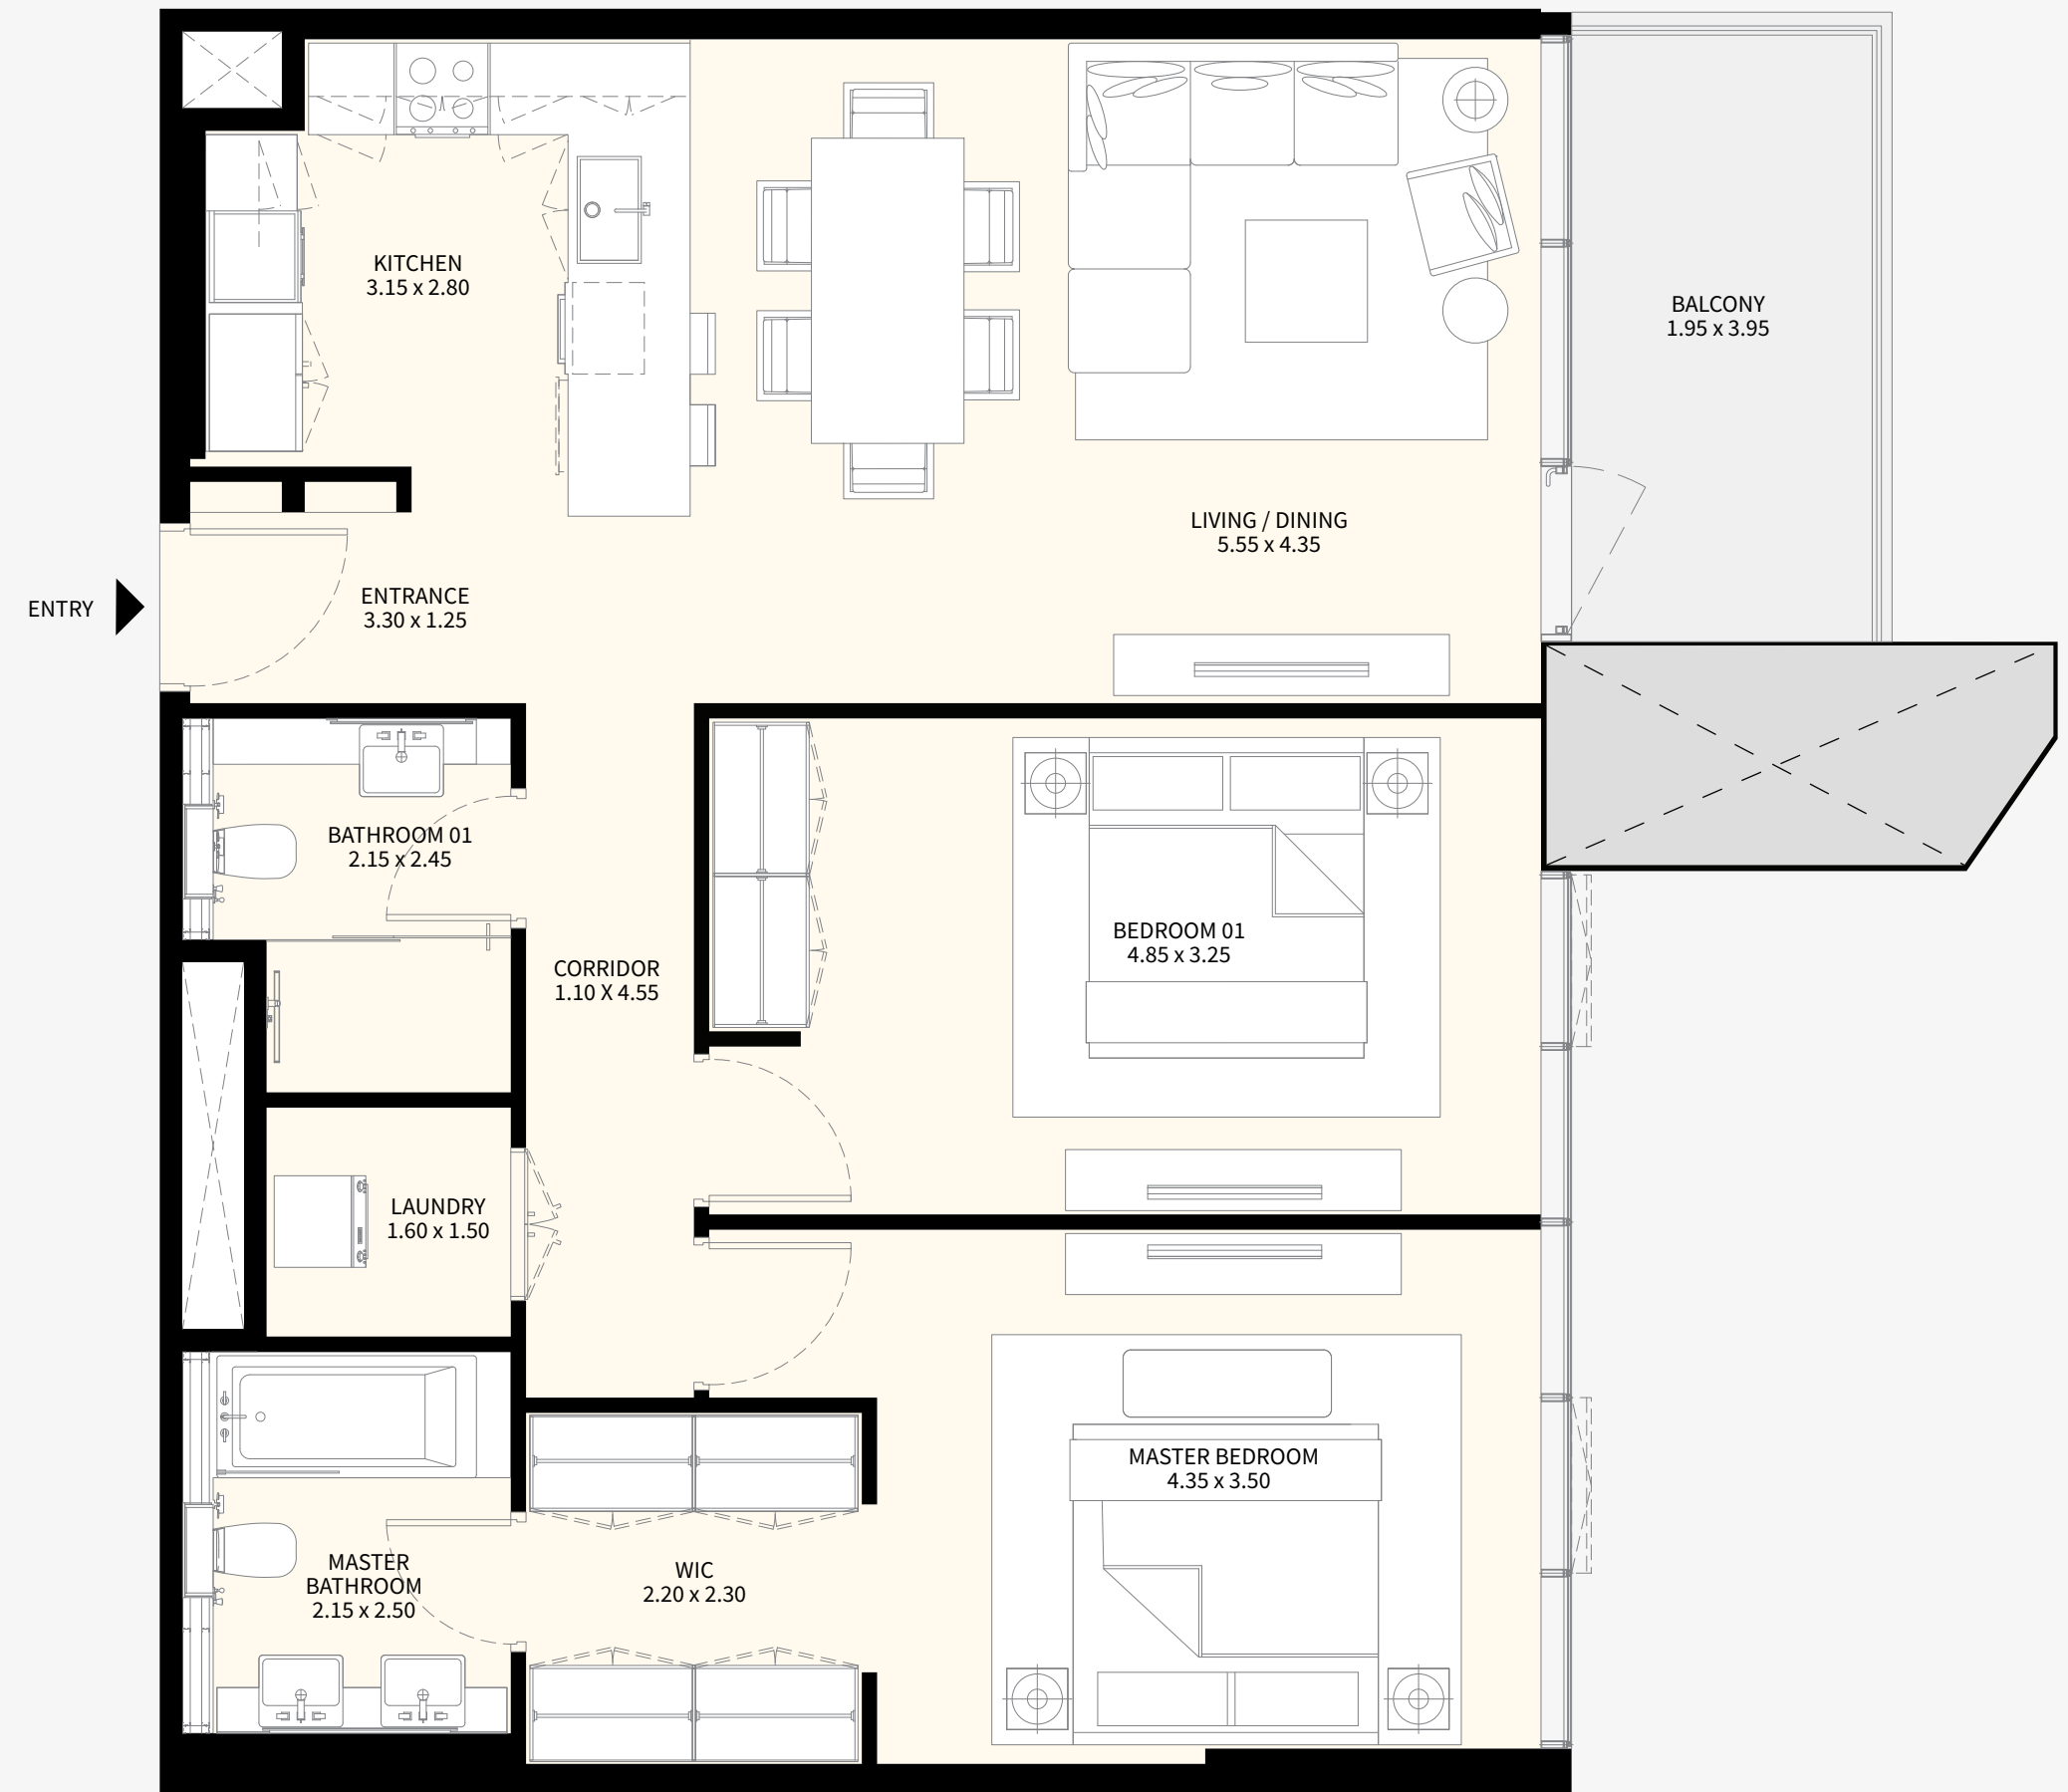 KITCHEN
3.15 x 2.80
BALCONY
1.95 x 3.95
LIVING / DINING
5.55 x 4.35
ENTRY
ENTRANCE
3.30 x 1.25
BATHROOM 01
2.15 x 2.45
BEDROOM 01
4.85 x 3.25
CORRIDOR
1.10 X 4.55
LAUNDRY
1.60 x 1.50
MASTER BEDROOM
4.35 x 3.50
MASTER
BATHROOM
2.15 x 2.50
WIC
2.20 x 2.30